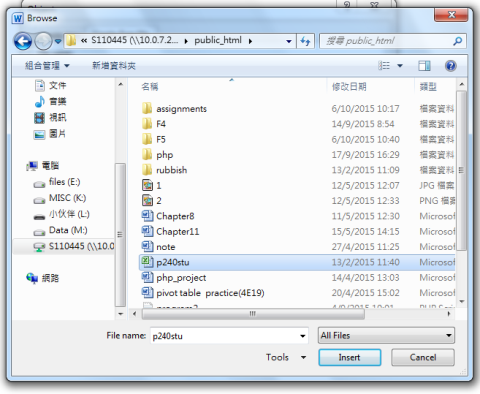 Browse
« S110445 (\\10.0.7.2... ▸ public_html ▸
搜尋 public_html
組合管理 新增資料夾
名稱 修改日期 類型
文件
音樂
視訊
圖片
電腦
files (E:)
MISC (K:)
小伙伴 (L:)
Data (M:)
S110445 (\\10.0
網路
assignments 6/10/2015 10:17 檔案資料
F4 14/9/2015 8:54 檔案資料
F5 6/10/2015 10:40 檔案資料
php 17/9/2015 16:29 檔案資料
rubbish 13/2/2015 11:09 檔案資料
1 12/5/2015 12:07 JPG 檔案
2 12/5/2015 12:33 PNG 檔案
Chapter8 11/5/2015 12:30 Microsof
Chapter11 15/5/2015 14:15 Microsof
note 27/4/2015 11:25 Microsof
p240stu 13/2/2015 11:40 Microsof
php_project 14/4/2015 13:03 Microsof
pivot table practice(4E19) 20/4/2015 15:02 Microsof
File name: p240stu All Files
Tools Insert Cancel